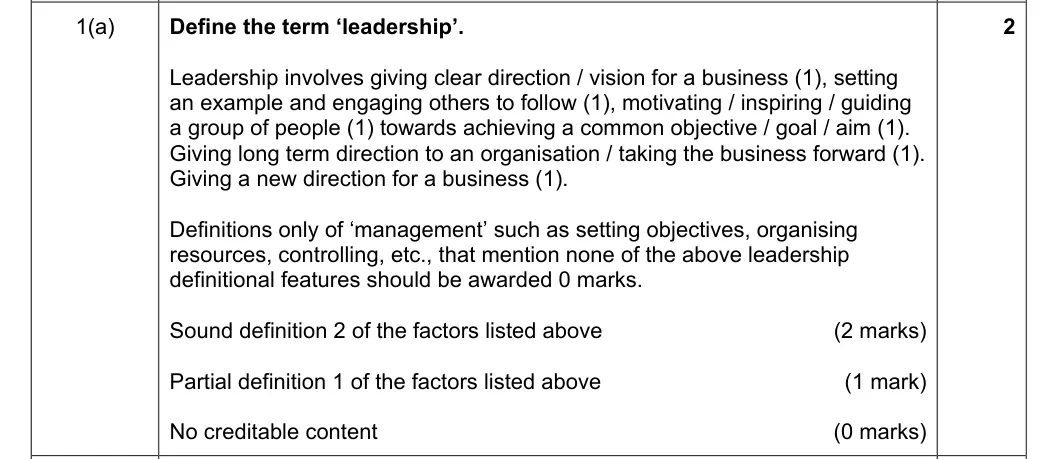 1(a) Define the term ‘leadership’. 2
Leadership involves giving clear direction / vision for a business (1), setting
an example and engaging others to follow (1), motivating / inspiring / guiding
a group of people (1) towards achieving a common objective / goal / aim (1).
Giving long term direction to an organisation / taking the business forward (1).
Giving a new direction for a business (1).
Definitions only of ‘management’ such as setting objectives, organising
resources, controlling, etc., that mention none of the above leadership
definitional features should be awarded 0 marks.
Sound definition 2 of the factors listed above (2 marks)
Partial definition 1 of the factors listed above (1 mark)
No creditable content (0 marks)